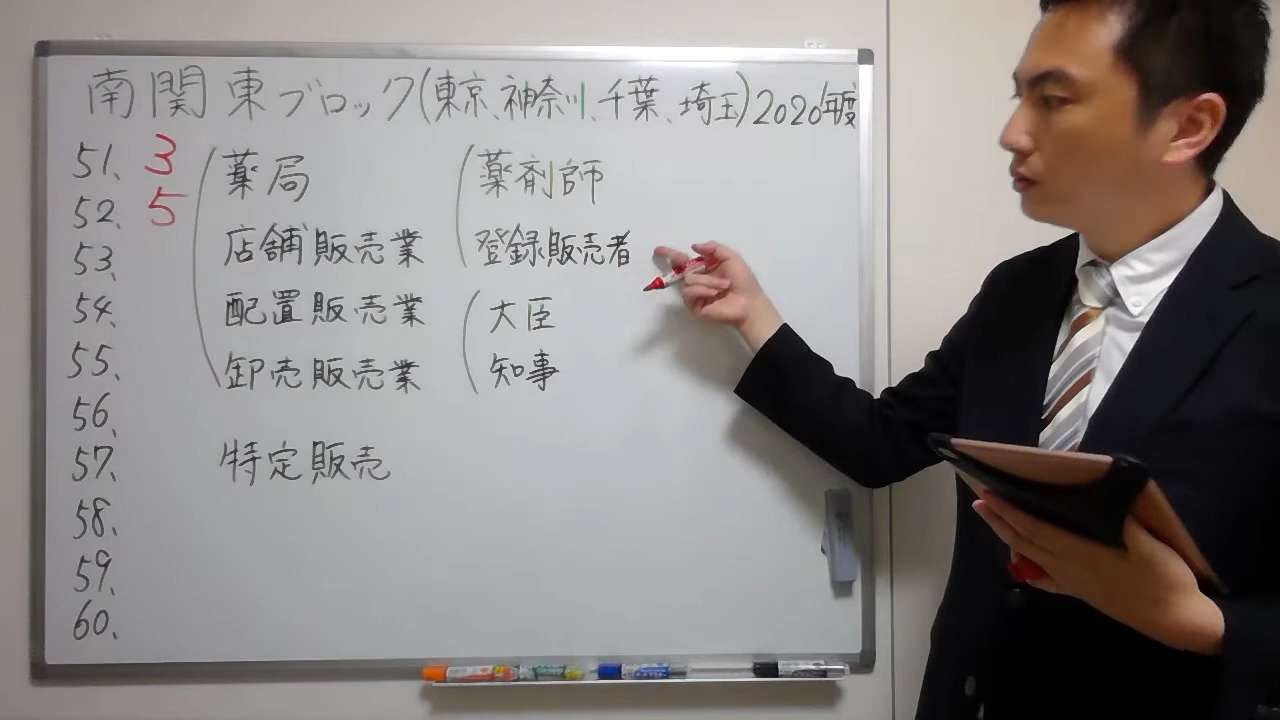 南関東ブロック(東京、神奈川、千葉、埼玉)2020年度
51、 3
52、 5
53、
54、
55、
56、
57、
58、
59、
60、
薬局
店舗販売業
配置販売業
卸売販売業
特定販売
薬剤師
登録販売者
大臣
知事